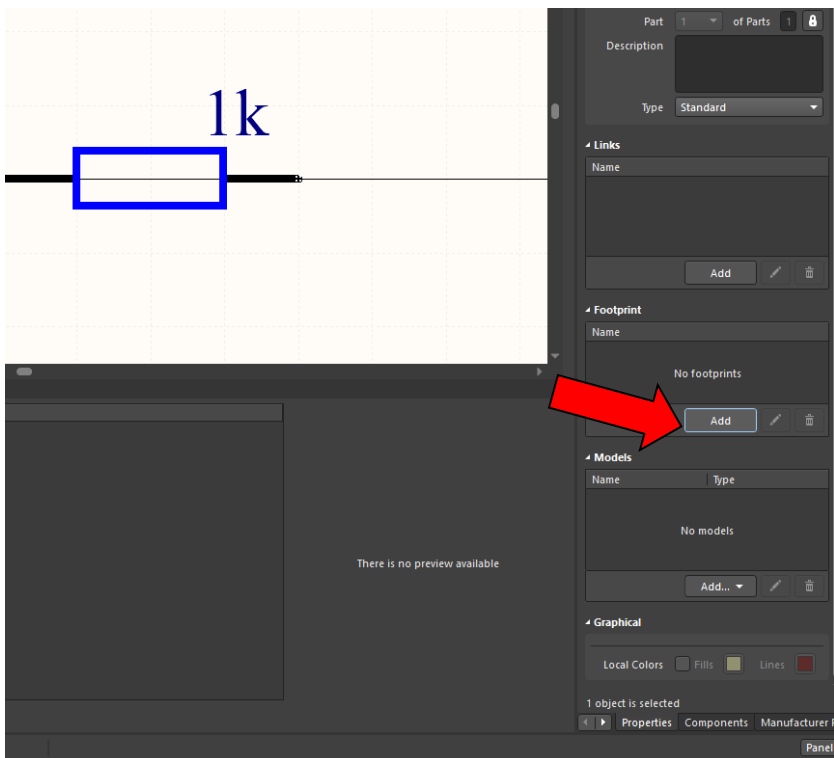 Part 1 of Parts 1
Description
Type Standard
1k
Links
Name
Add
Footprint
Name
No footprints
Add
Models
Name Type
No models
Add...
There is no preview available
Graphical
Local Colors Fills Lines
1 object is selected
Properties Components Manufacturer
Panel